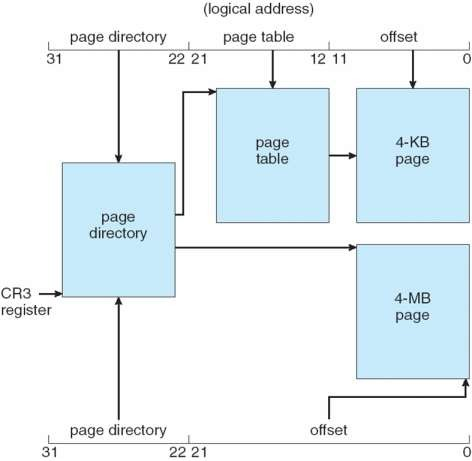 (logical address)
page directory page table offset
31 22 21 12 11 0
page
table
4-KB
page
page
directory
4-MB
page
CR3
register
page directory offset
31 22 21 0